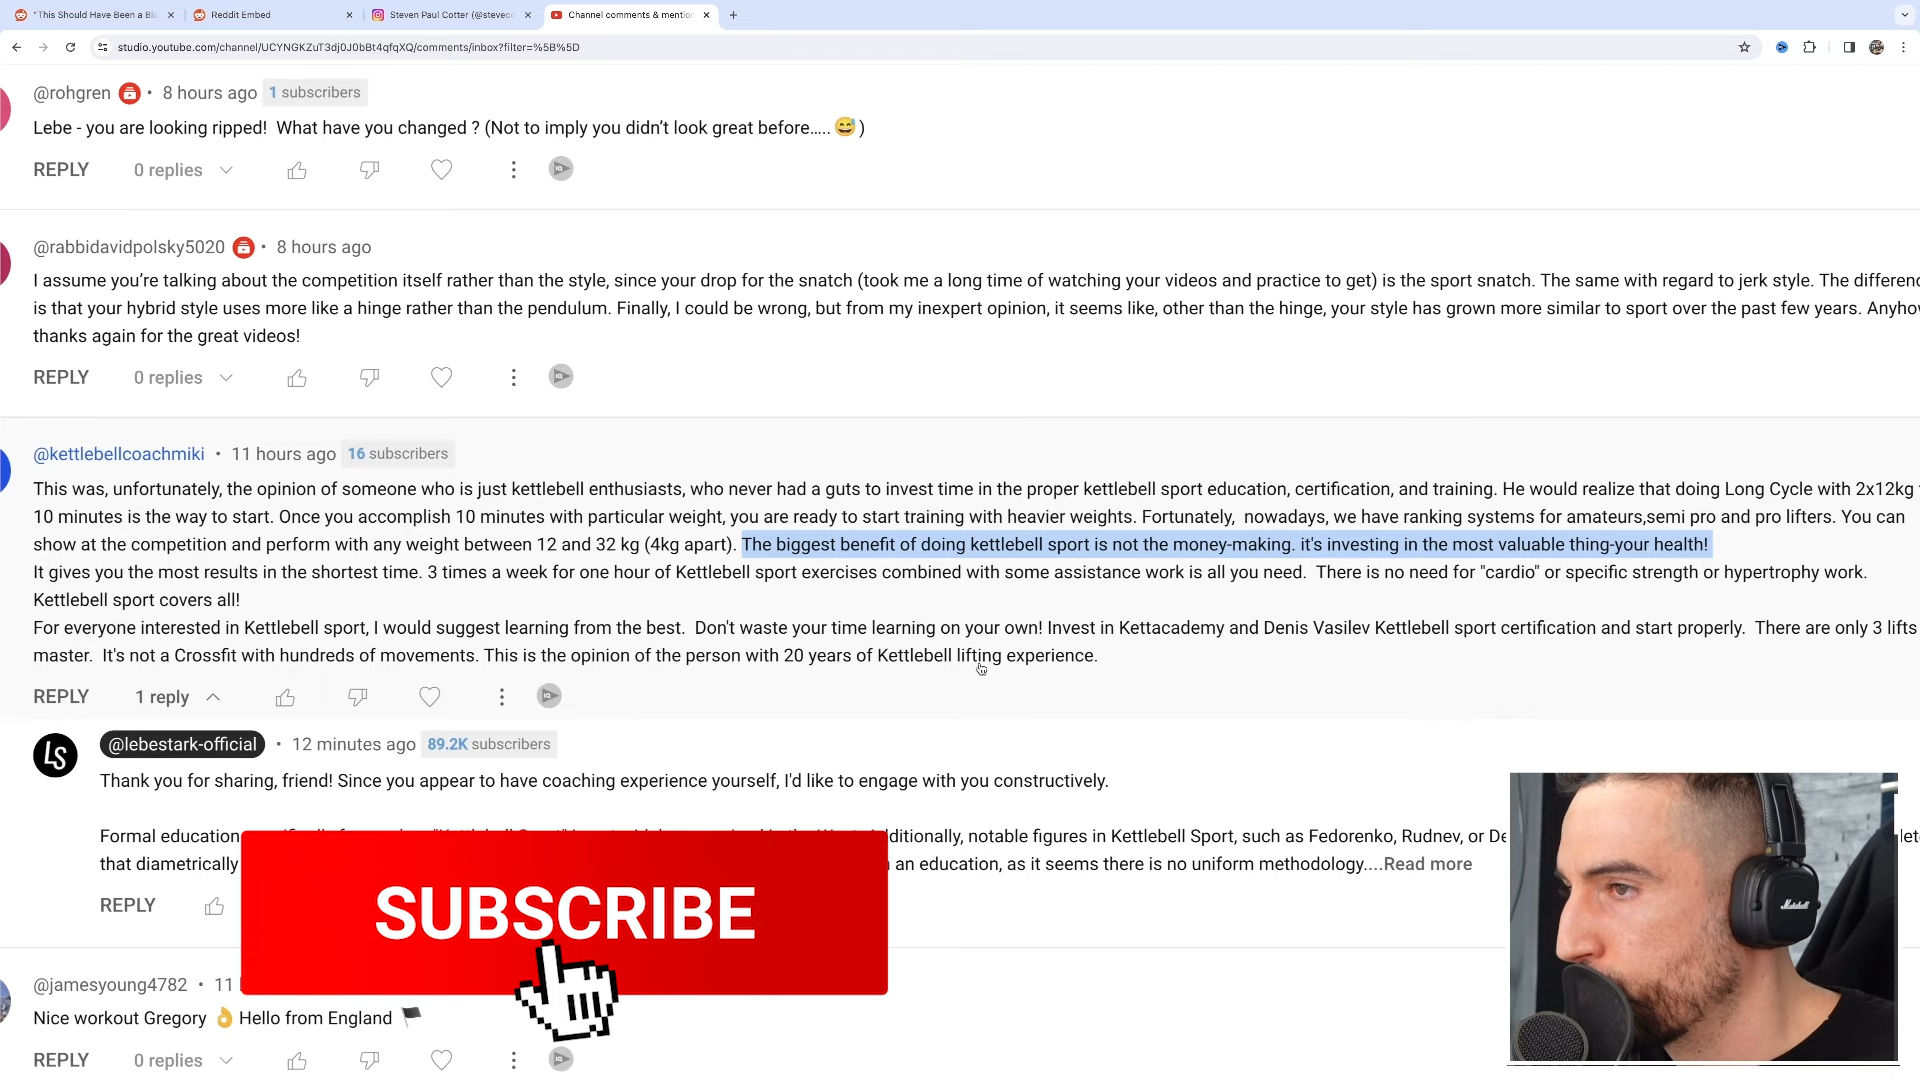 "This Should Have Been a Blo
Reddit Embed
Steven Paul Cotter (@stevecc
Channel comments & mentio
studio.youtube.com/channel/UCYNGKZuT3dj0J0bBt4qfqXQ/comments/inbox?filter=%5B%5D
@rohgren • 8 hours ago 1 subscribers
Lebe - you are looking ripped! What have you changed ? (Not to imply you didn’t look great before….. 😅 )
REPLY 0 replies
@rabbidavidpolsky5020 • 8 hours ago
I assume you’re talking about the competition itself rather than the style, since your drop for the snatch (took me a long time of watching your videos and practice to get) is the sport snatch. The same with regard to jerk style. The differenc
is that your hybrid style uses more like a hinge rather than the pendulum. Finally, I could be wrong, but from my inexpert opinion, it seems like, other than the hinge, your style has grown more similar to sport over the past few years. Anyho
thanks again for the great videos!
REPLY 0 replies
@kettlebellcoachmiki • 11 hours ago 16 subscribers
This was, unfortunately, the opinion of someone who is just kettlebell enthusiasts, who never had a guts to invest time in the proper kettlebell sport education, certification, and training. He would realize that doing Long Cycle with 2x12kg
10 minutes is the way to start. Once you accomplish 10 minutes with particular weight, you are ready to start training with heavier weights. Fortunately, nowadays, we have ranking systems for amateurs,semi pro and pro lifters. You can
show at the competition and perform with any weight between 12 and 32 kg (4kg apart). The biggest benefit of doing kettlebell sport is not the money-making. it's investing in the most valuable thing-your health!
It gives you the most results in the shortest time. 3 times a week for one hour of Kettlebell sport exercises combined with some assistance work is all you need. There is no need for "cardio" or specific strength or hypertrophy work.
Kettlebell sport covers all!
For everyone interested in Kettlebell sport, I would suggest learning from the best. Don't waste your time learning on your own! Invest in Kettacademy and Denis Vasilev Kettlebell sport certification and start properly. There are only 3 lifts
master. It's not a Crossfit with hundreds of movements. This is the opinion of the person with 20 years of Kettlebell lifting experience.
REPLY 1 reply
LS @lebestark-official • 12 minutes ago 89.2K subscribers
Thank you for sharing, friend! Since you appear to have coaching experience yourself, I'd like to engage with you constructively.
Formal education ditionally, notable figures in Kettlebell Sport, such as Fedorenko, Rudnev, or De
that diametrically an education, as it seems there is no uniform methodology....Read more
REPLY
SUBSCRIBE
Marshall
@jamesyoung4782 • 11
Nice workout Gregory 👌 Hello from England 🏴
REPLY 0 replies